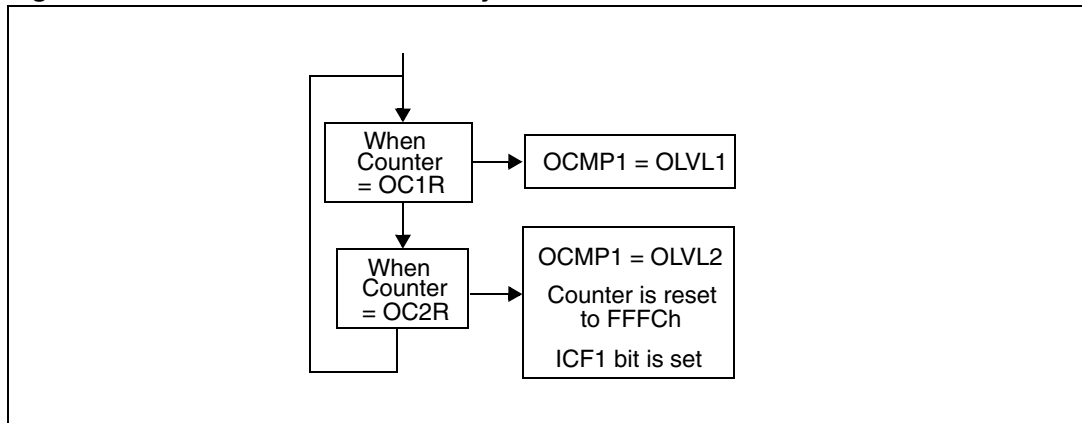 When
Counter
= OC1R
OCMP1 = OLVL1
When
Counter
= OC2R
OCMP1 = OLVL2
Counter is reset
to FFFCh
ICF1 bit is set